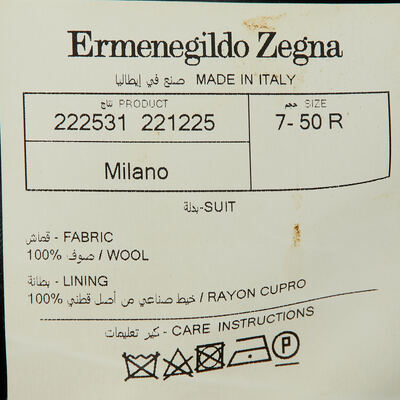 Ermenegildo Zegna
صنع في إيطاليا MADE IN ITALY
نتاج PRODUCT
حجم SIZE
222531 221225
7- 50 R
Milano
بدلة-SUIT
قماش - FABRIC
100% صوف / WOOL
بطانة - LINING
100% خيط صناعي من أصل قطني / RAYON CUPRO
كير تعليمات - CARE INSTRUCTIONS
P